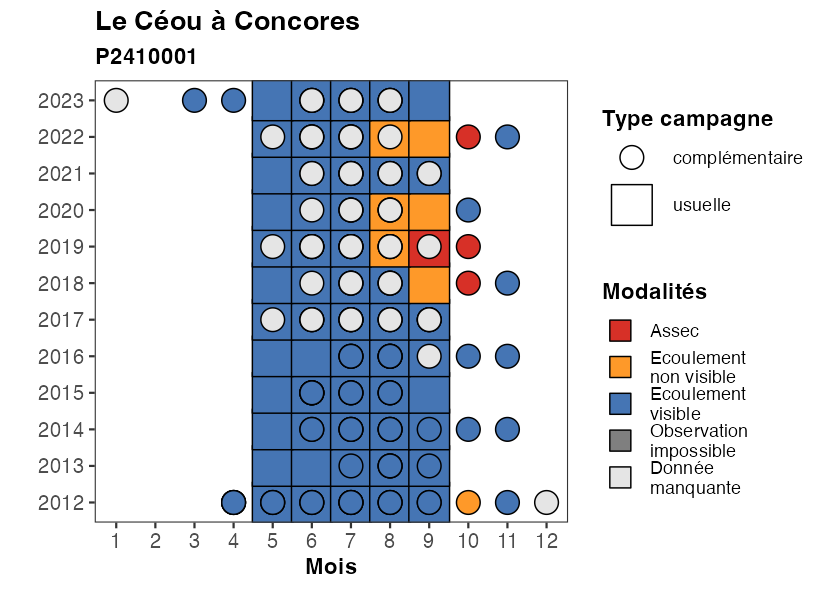 Le Céou à Concores
P2410001
2023
2022
2021
2020
2019
2018
2017
2016
2015
2014
2013
2012
1 2 3 4 5 6 7 8 9 10 11 12
Mois
Type campagne
complémentaire
usuelle
Modalités
Assec
Ecoulement
non visible
Ecoulement
visible
Observation
impossible
Donnée
manquante